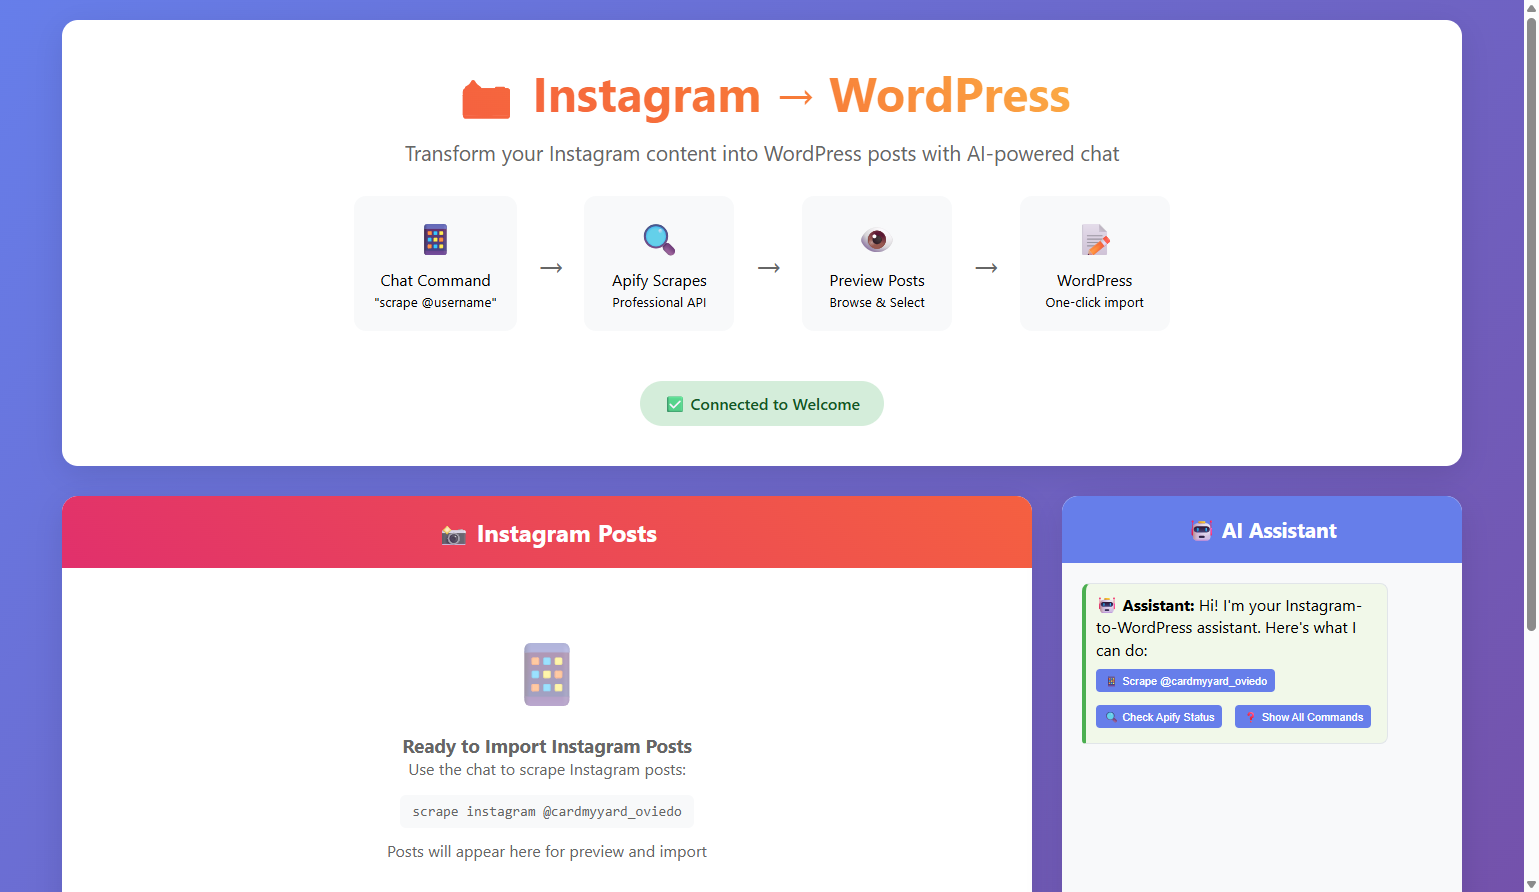 Instagram → WordPress
Transform your Instagram content into WordPress posts with AI-powered chat
Chat Command
"scrape @username"
→
Apify Scrapes
Professional API
→
Preview Posts
Browse & Select
→
WordPress
One-click import
✅ Connected to Welcome
Instagram Posts
Ready to Import Instagram Posts
Use the chat to scrape Instagram posts:
scrape instagram @cardmyyard_oviedo
Posts will appear here for preview and import
AI Assistant
Assistant: Hi! I'm your Instagram-
to-WordPress assistant. Here's what I
can do:
Scrape @cardmyyard_oviedo
Check Apify Status
Show All Commands